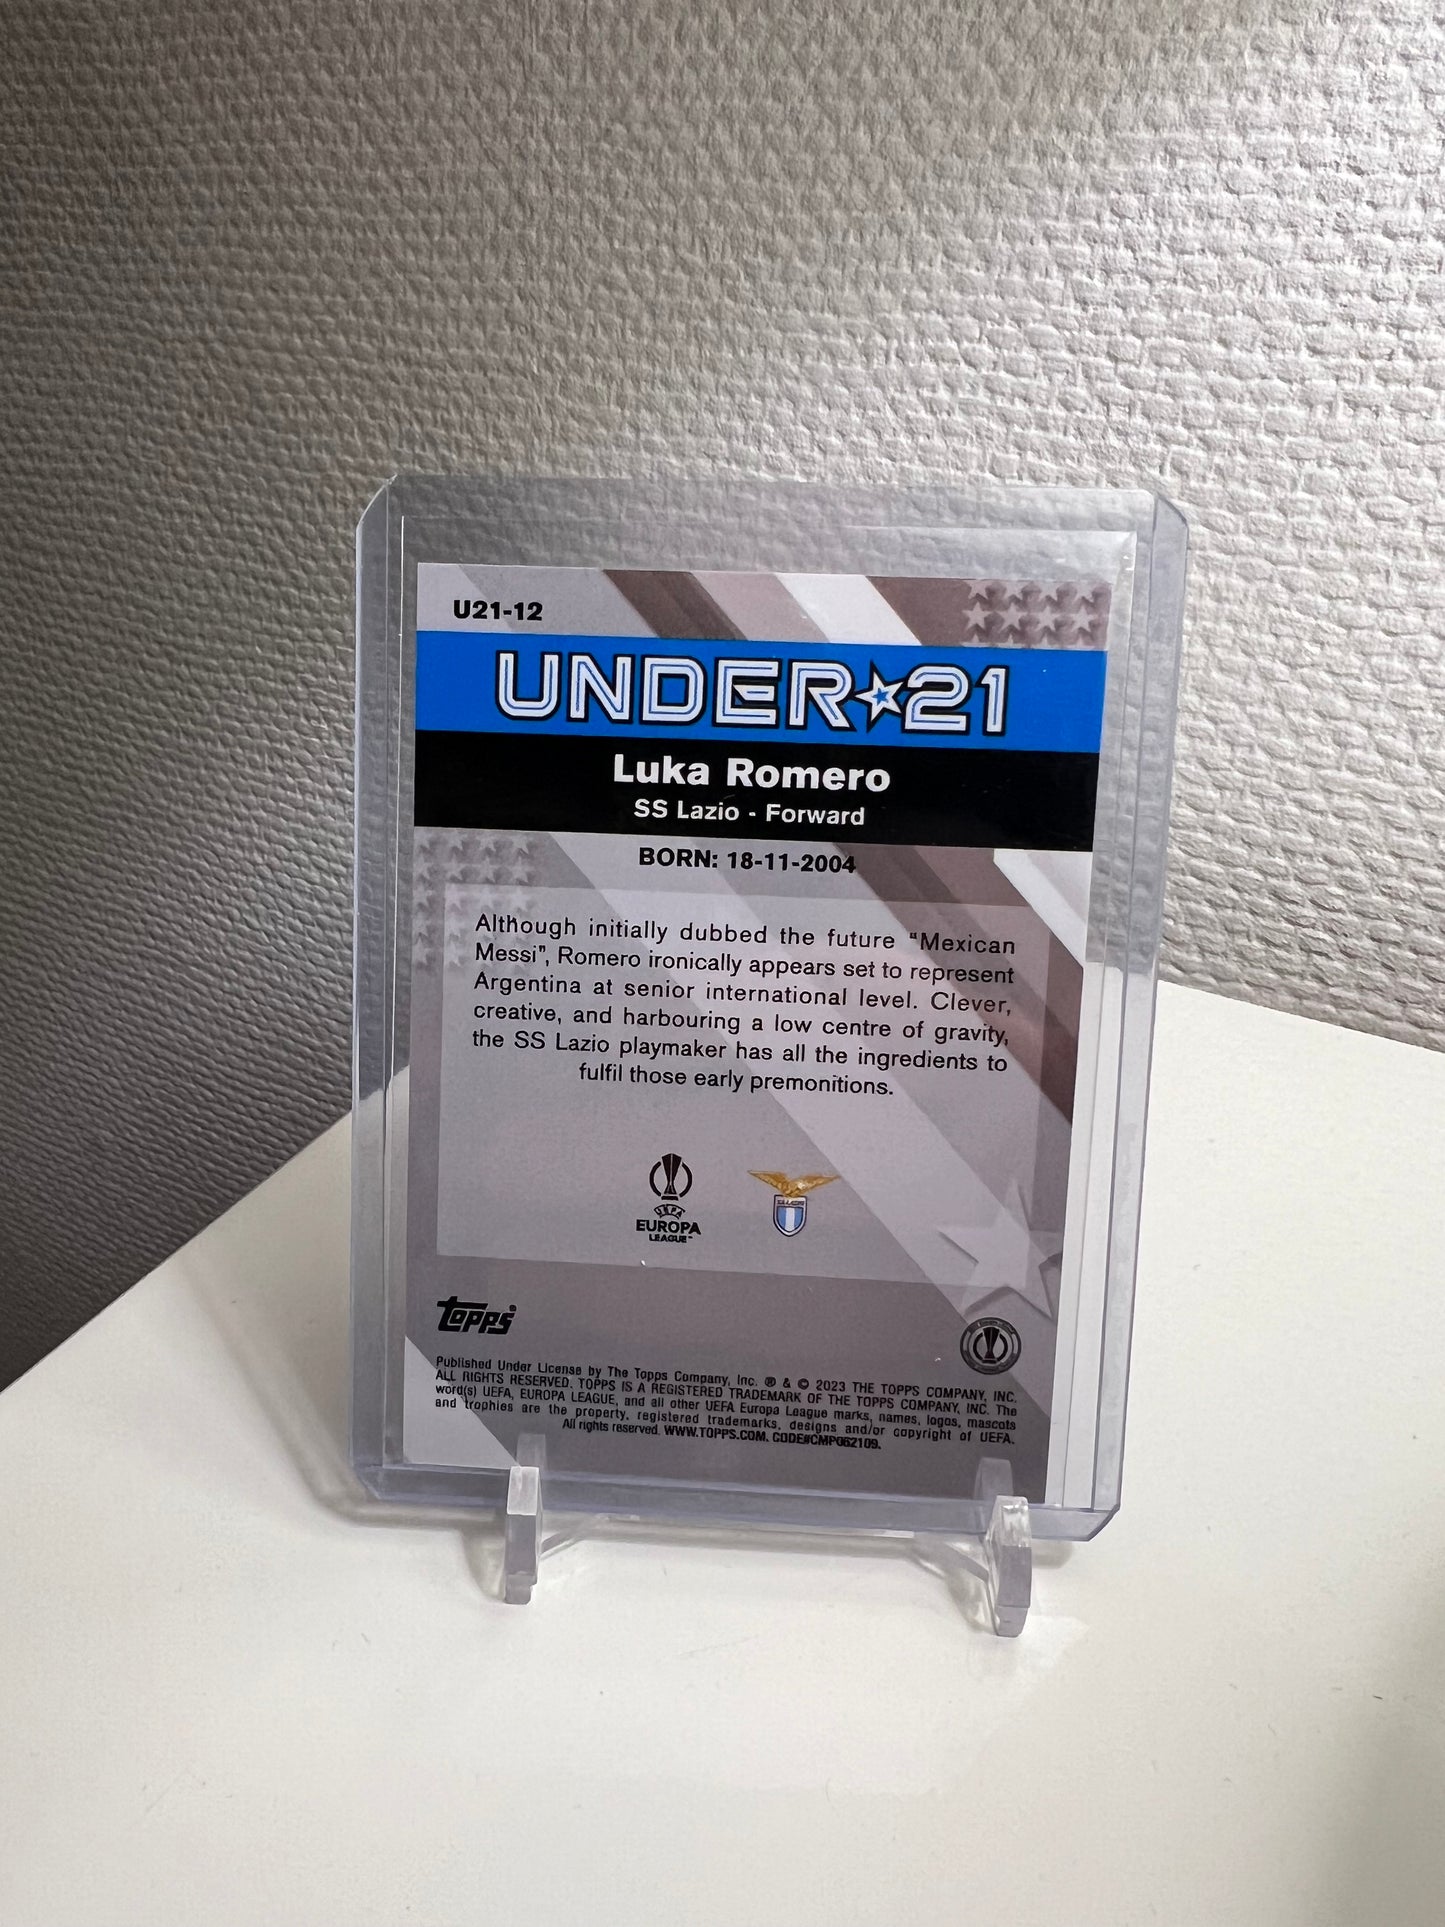 U21-12
UNDER★21
Luka Romero
SS Lazio - Forward
BORN: 18-11-2004
Although initially dubbed the future “Mexican
Messi”, Romero ironically appears set to represent
Argentina at senior international level. Clever,
creative, and harbouring a low centre of gravity,
the SS Lazio playmaker has all the ingredients to
fulfil those early premonitions.
UEFA
EUROPA
LEAGUE™
S.S.LAZIO
topps®
Published Under License by The Topps Company, Inc. ® & © 2023 THE TOPPS COMPANY, INC.
ALL RIGHTS RESERVED. TOPPS IS A REGISTERED TRADEMARK OF THE TOPPS COMPANY, INC. The
word(s) UEFA, EUROPA LEAGUE, and all other UEFA Europa League marks, names, logos, mascots
and trophies are the property, registered trademarks, designs and/or copyright of UEFA.
All rights reserved. WWW.TOPPS.COM. CODE#CMP062109.